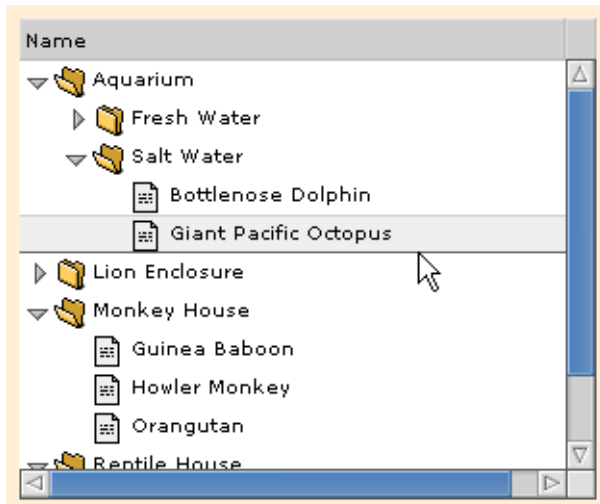 Name
Aquarium
Fresh Water
Salt Water
Bottlenose Dolphin
Giant Pacific Octopus
Lion Enclosure
Monkey House
Guinea Baboon
Howler Monkey
Orangutan
Reptile House